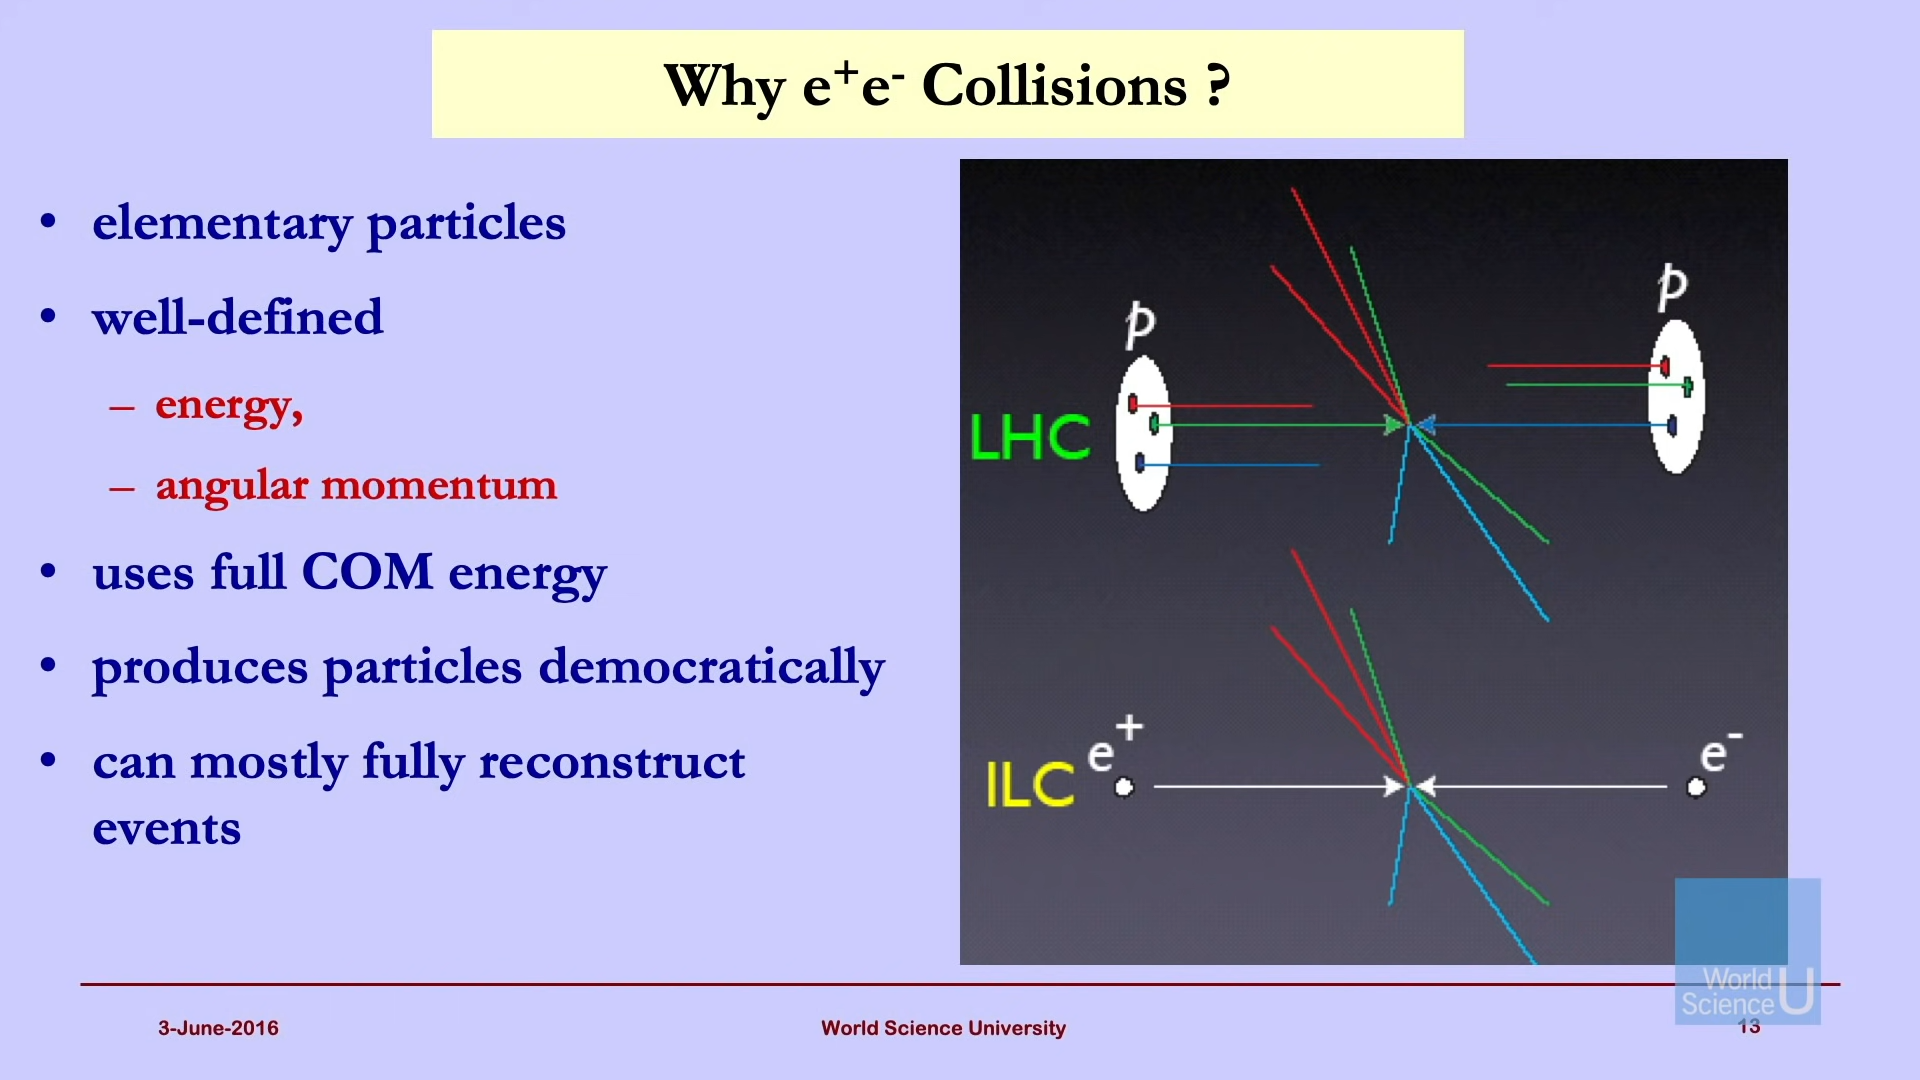 Why e⁺e⁻ Collisions ?
• elementary particles
• well-defined
– energy,
– angular momentum
• uses full COM energy
• produces particles democratically
• can mostly fully reconstruct
events
p
p
LHC
e⁺
e⁻
ILC
World
Science U
3-June-2016
World Science University
13